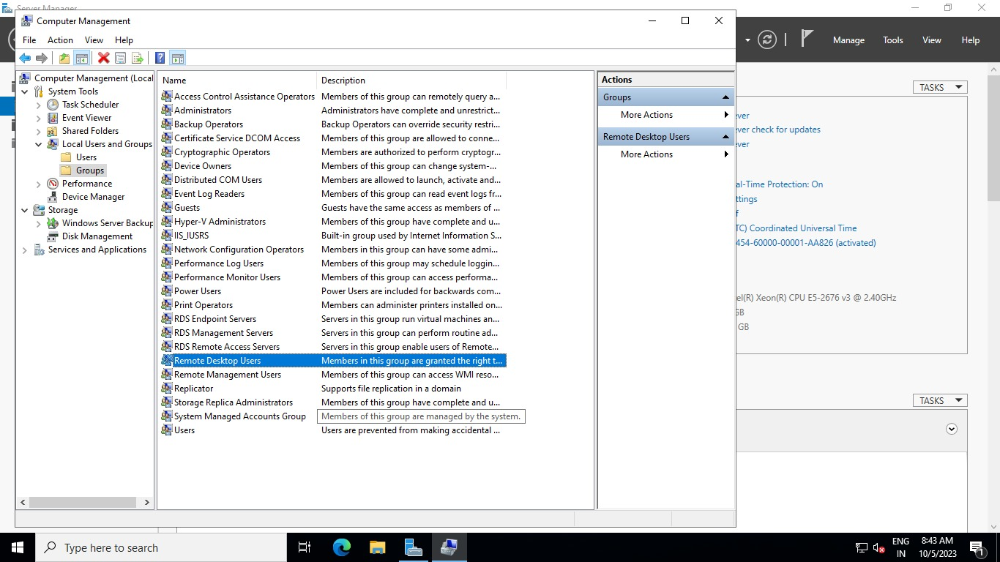 Server Manager
Computer Management
File Action View Help
Manage Tools View Help
Computer Management (Local
System Tools
Task Scheduler
Event Viewer
Shared Folders
Local Users and Groups
Users
Groups
Performance
Device Manager
Storage
Windows Server Backup
Disk Management
Services and Applications
Name Description
Access Control Assistance Operators Members of this group can remotely query a...
Administrators Administrators have complete and unrestrict...
Backup Operators Backup Operators can override security restri...
Certificate Service DCOM Access Members of this group are allowed to conne...
Cryptographic Operators Members are authorized to perform cryptogr...
Device Owners Members of this group can change system-...
Distributed COM Users Members are allowed to launch, activate and...
Event Log Readers Members of this group can read event logs fr...
Guests Guests have the same access as members of ...
Hyper-V Administrators Members of this group have complete and u...
IIS_IUSRS Built-in group used by Internet Information S...
Network Configuration Operators Members in this group can have some admi...
Performance Log Users Members of this group may schedule loggin...
Performance Monitor Users Members of this group can access performa...
Power Users Power Users are included for backwards com...
Print Operators Members can administer printers installed on...
RDS Endpoint Servers Servers in this group run virtual machines an...
RDS Management Servers Servers in this group can perform routine ad...
RDS Remote Access Servers Servers in this group enable users of Remote...
Remote Desktop Users Members in this group are granted the right t...
Remote Management Users Members of this group can access WMI reso...
Replicator Supports file replication in a domain
Storage Replica Administrators Members of this group have complete and u...
System Managed Accounts Group Members of this group are managed by the system.
Users Users are prevented from making accidental ...
Actions
Groups
More Actions
Remote Desktop Users
More Actions
TASKS
ever
ever check for updates
ever
al-Time Protection: On
ttings
f
TC) Coordinated Universal Time
454-60000-00001-AA826 (activated)
el(R) Xeon(R) CPU E5-2676 v3 @ 2.40GHz
GB
GB
TASKS
Type here to search
ENG
IN
8:43 AM
10/5/2023
1